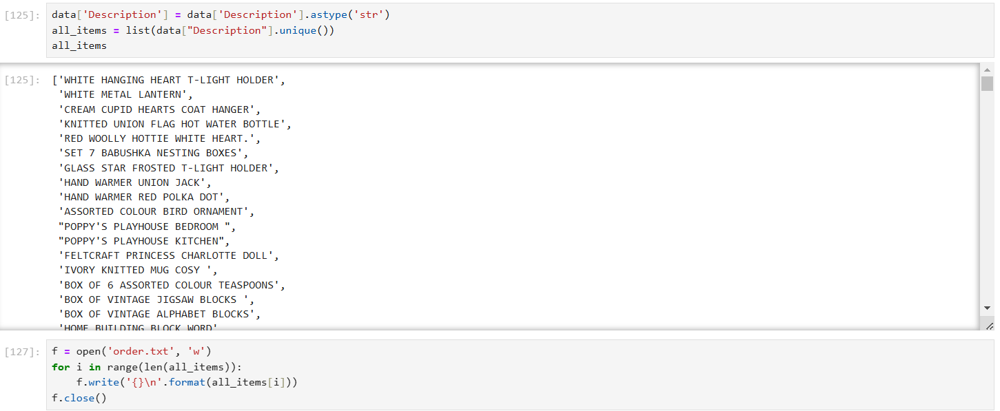 [125]: data['Description'] = data['Description'].astype('str')
all_items = list(data["Description"].unique())
all_items
[125]: ['WHITE HANGING HEART T-LIGHT HOLDER',
'WHITE METAL LANTERN',
'CREAM CUPID HEARTS COAT HANGER',
'KNITTED UNION FLAG HOT WATER BOTTLE',
'RED WOOLLY HOTTIE WHITE HEART.',
'SET 7 BABUSHKA NESTING BOXES',
'GLASS STAR FROSTED T-LIGHT HOLDER',
'HAND WARMER UNION JACK',
'HAND WARMER RED POLKA DOT',
'ASSORTED COLOUR BIRD ORNAMENT',
"POPPY'S PLAYHOUSE BEDROOM ",
"POPPY'S PLAYHOUSE KITCHEN",
'FELTCRAFT PRINCESS CHARLOTTE DOLL',
'IVORY KNITTED MUG COSY ',
'BOX OF 6 ASSORTED COLOUR TEASPOONS',
'BOX OF VINTAGE JIGSAW BLOCKS ',
'BOX OF VINTAGE ALPHABET BLOCKS',
'HOME BUILDING BLOCK WORD'
[127]: f = open('order.txt', 'w')
for i in range(len(all_items)):
    f.write('{}\n'.format(all_items[i]))
f.close()